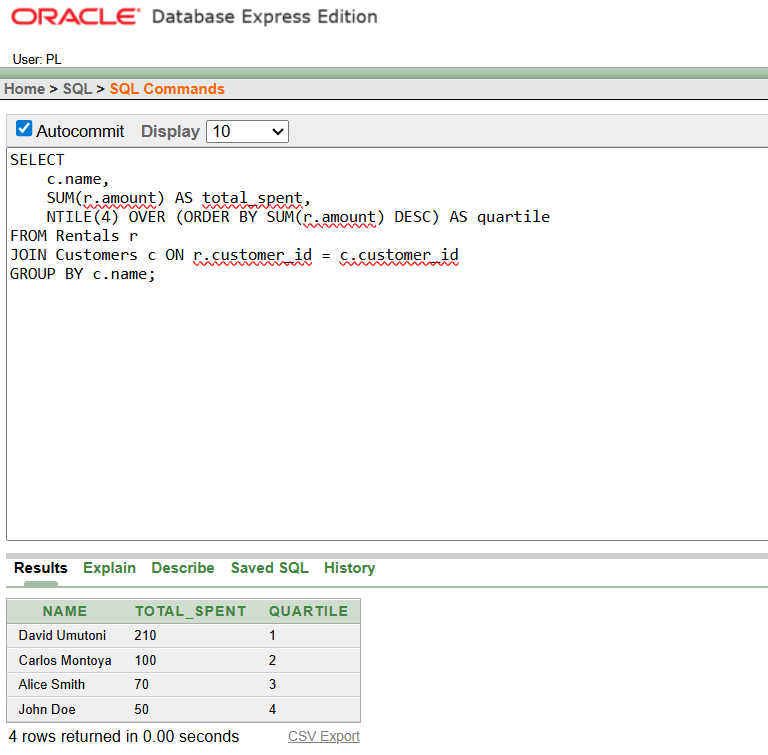 ORACLE® Database Express Edition
User: PL
Home > SQL > SQL Commands
Autocommit Display 10
SELECT
    c.name,
    SUM(r.amount) AS total_spent,
    NTILE(4) OVER (ORDER BY SUM(r.amount) DESC) AS quartile
FROM Rentals r
JOIN Customers c ON r.customer_id = c.customer_id
GROUP BY c.name;
Results Explain Describe Saved SQL History
NAME TOTAL_SPENT QUARTILE
David Umutoni 210 1
Carlos Montoya 100 2
Alice Smith 70 3
John Doe 50 4
4 rows returned in 0.00 seconds CSV Export